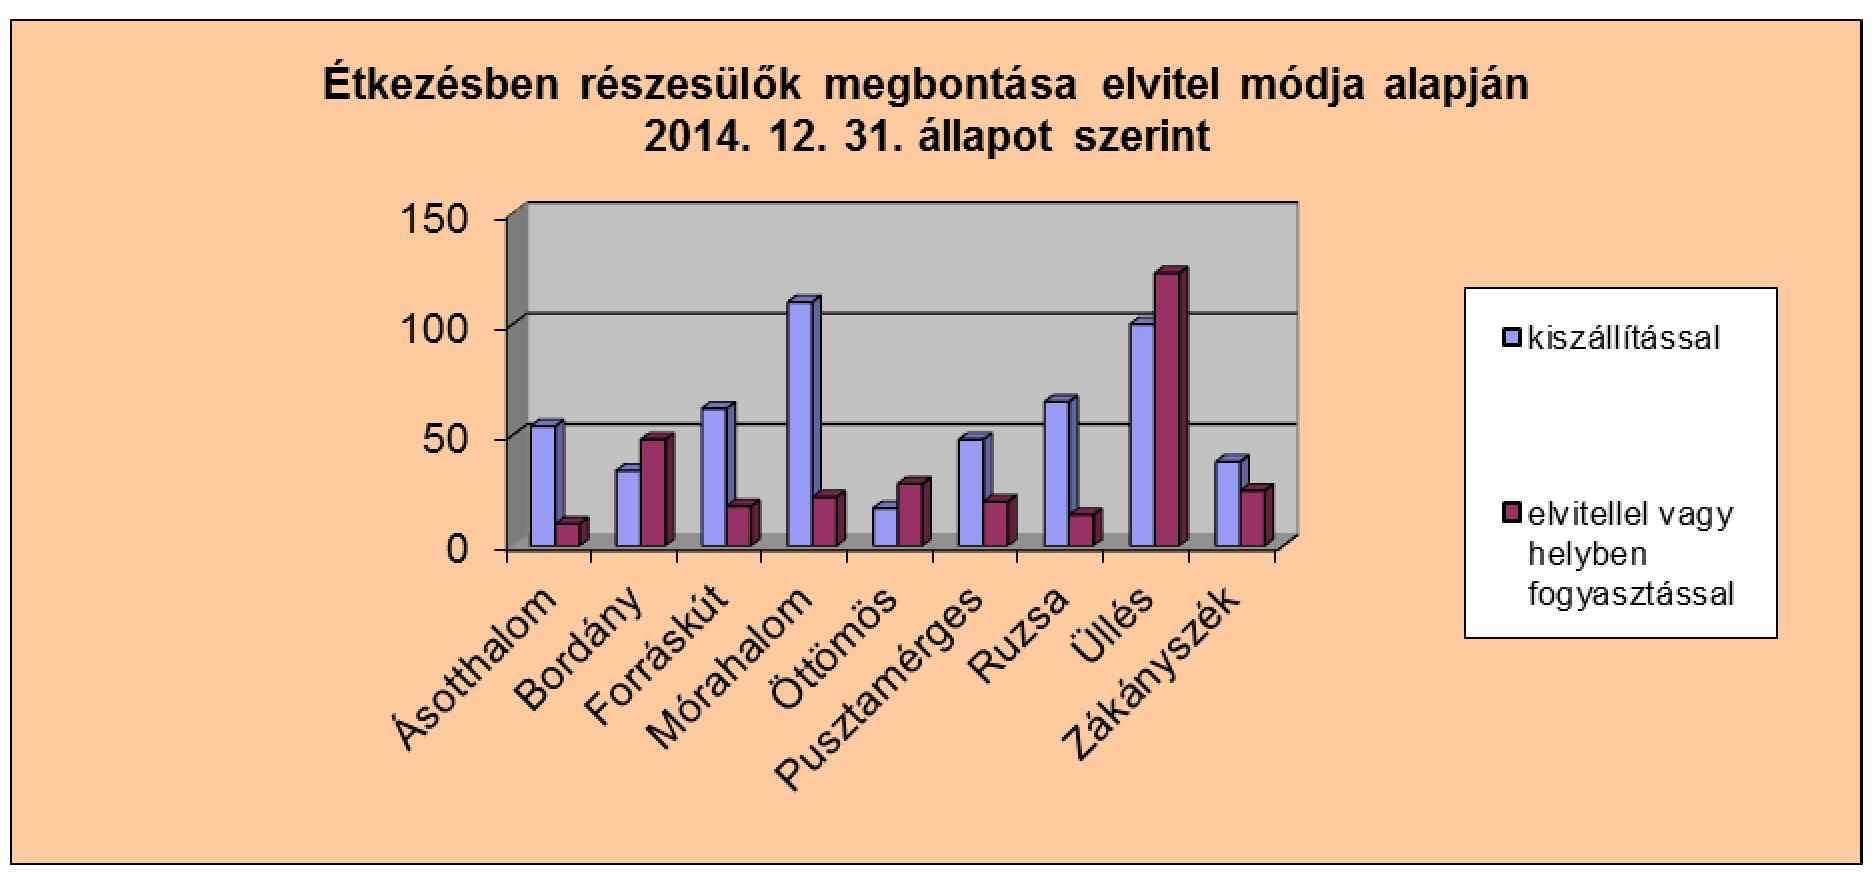 Étkezésben részesülők megbontása elvitel módja alapján
2014. 12. 31. állapot szerint
150
100
50
0
Ásotthalom
Bordány
Forráskút
Mórahalom
Öttömös
Pusztamérges
Ruzsa
Üllés
Zákányszék
kiszállítással
elvitellel vagy
helyben
fogyasztással